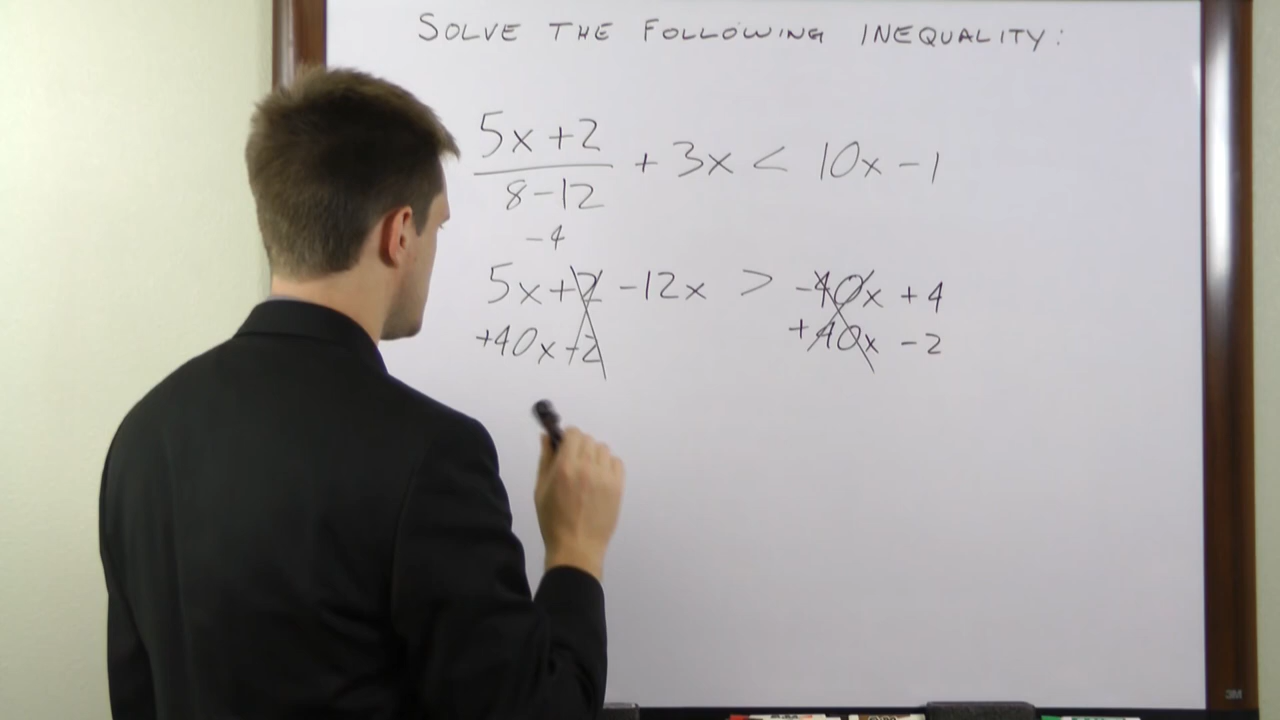 SOLVE THE FOLLOWING INEQUALITY:
5x+2
+ 3x < 10x - 1
8-12
-4
5x+2 -12x > -40x +4
+40x -2 +40x -2
3M